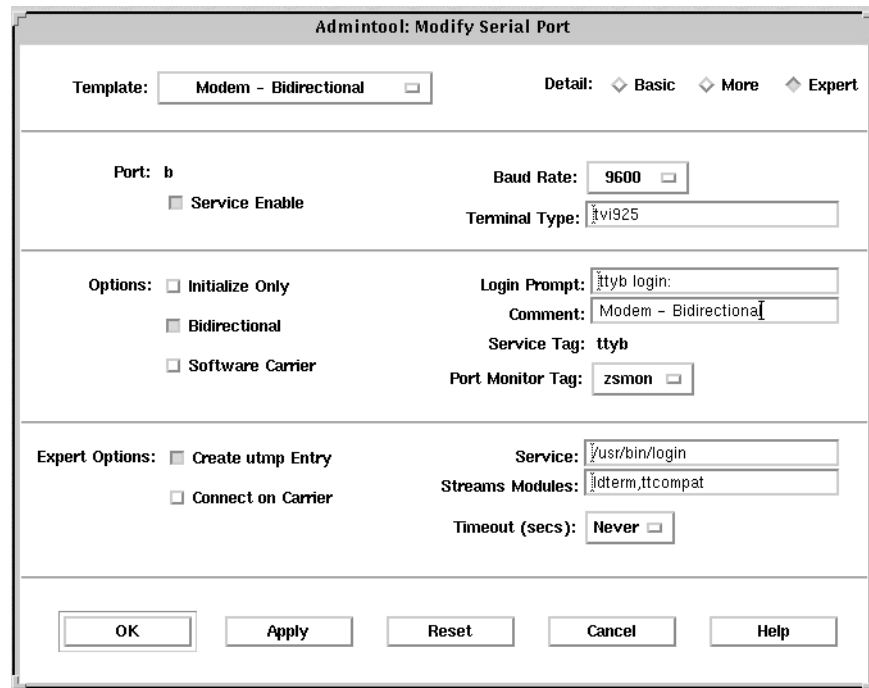 Admintool: Modify Serial Port
Template: Modem - Bidirectional Detail: Basic More Expert
Port: b Baud Rate: 9600
Service Enable Terminal Type: tvi925
Options: Initialize Only Login Prompt: ttyb login:
Bidirectional Comment: Modem - Bidirectional
Software Carrier Service Tag: ttyb
Port Monitor Tag: zsmon
Expert Options: Create utmp Entry Service: /usr/bin/login
Connect on Carrier Streams Modules: ldterm,ttcompat
Timeout (secs): Never
OK Apply Reset Cancel Help